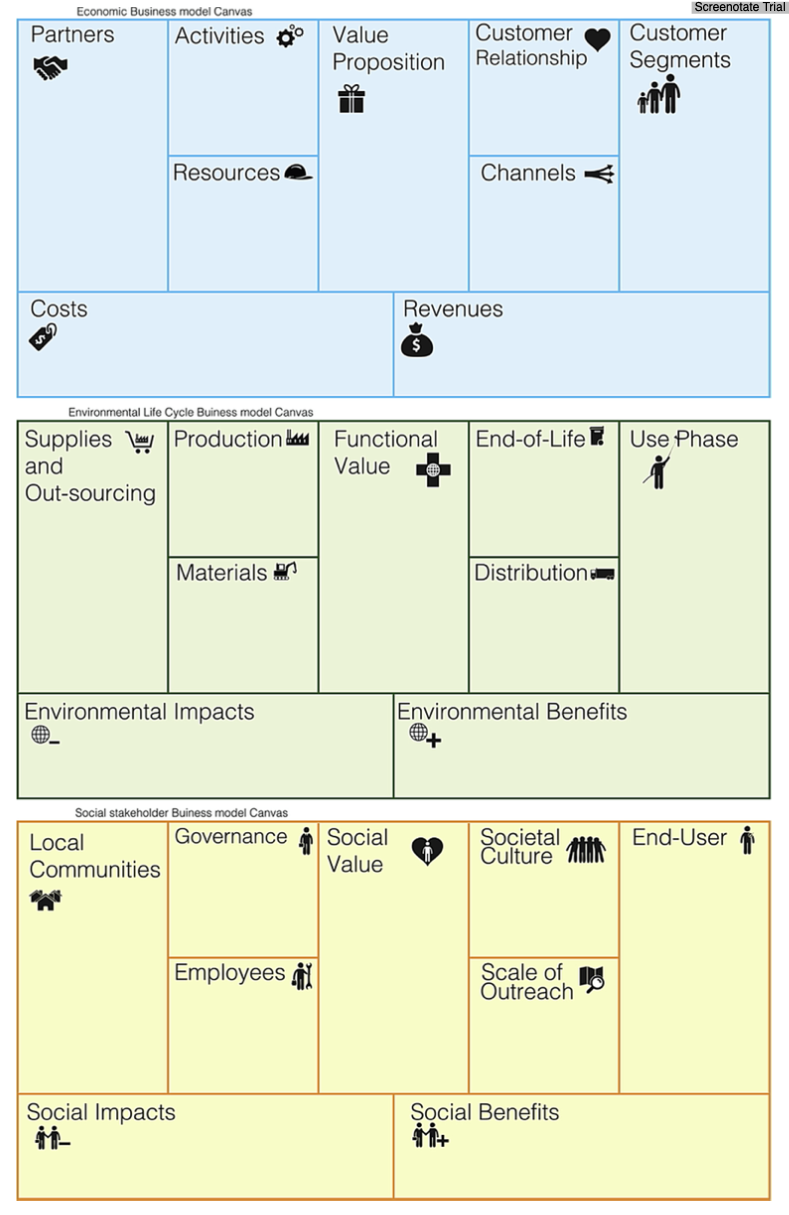 Screenotate Trial
Economic Business model Canvas
Partners
Activities
Value
Proposition
Customer
Relationship
Customer
Segments
Resources
Channels
Costs
$
Revenues
$
Environmental Life Cycle Buiness model Canvas
Supplies
and
Out-sourcing
Production
Functional
Value
End-of-Life
Use Phase
Materials
Distribution
Environmental Impacts
Environmental Benefits
Social stakeholder Buiness model Canvas
Local
Communities
Governance
Social
Value
Societal
Culture
End-User
Employees
Scale of
Outreach
Social Impacts
Social Benefits